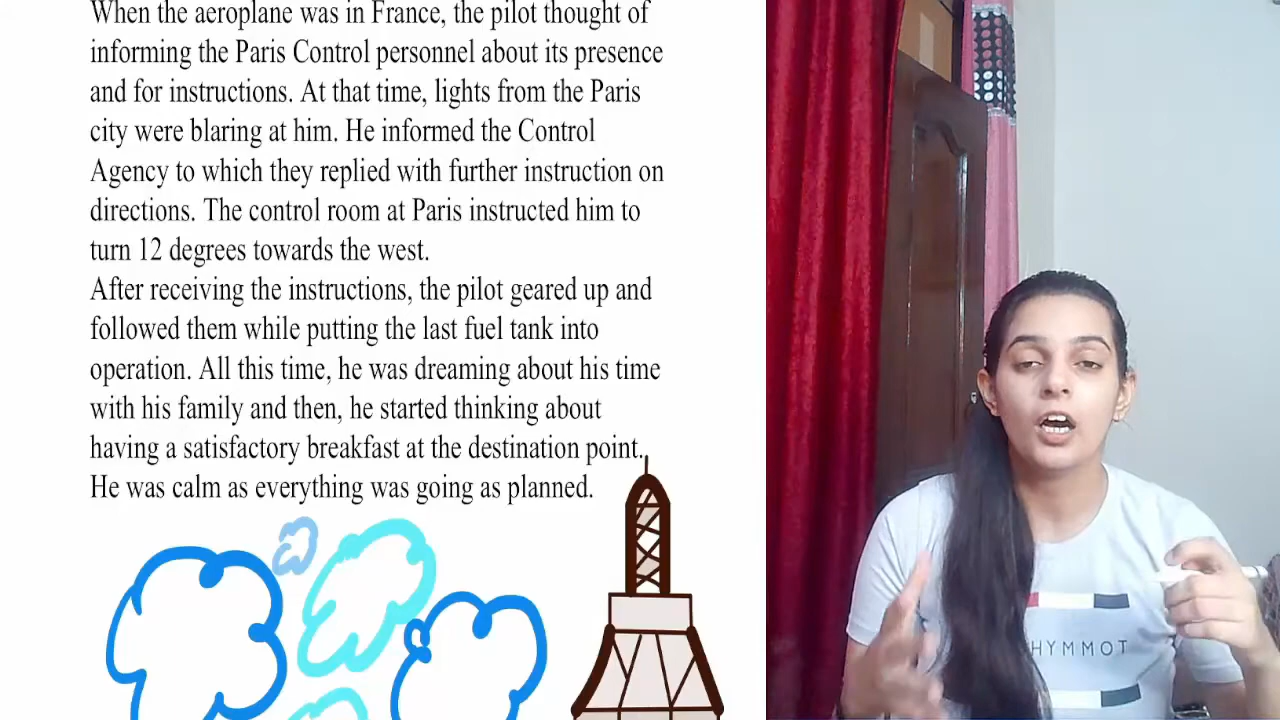 When the aeroplane was in France, the pilot thought of
informing the Paris Control personnel about its presence
and for instructions. At that time, lights from the Paris
city were blaring at him. He informed the Control
Agency to which they replied with further instruction on
directions. The control room at Paris instructed him to
turn 12 degrees towards the west.
After receiving the instructions, the pilot geared up and
followed them while putting the last fuel tank into
operation. All this time, he was dreaming about his time
with his family and then, he started thinking about
having a satisfactory breakfast at the destination point.
He was calm as everything was going as planned.
HYMMOT